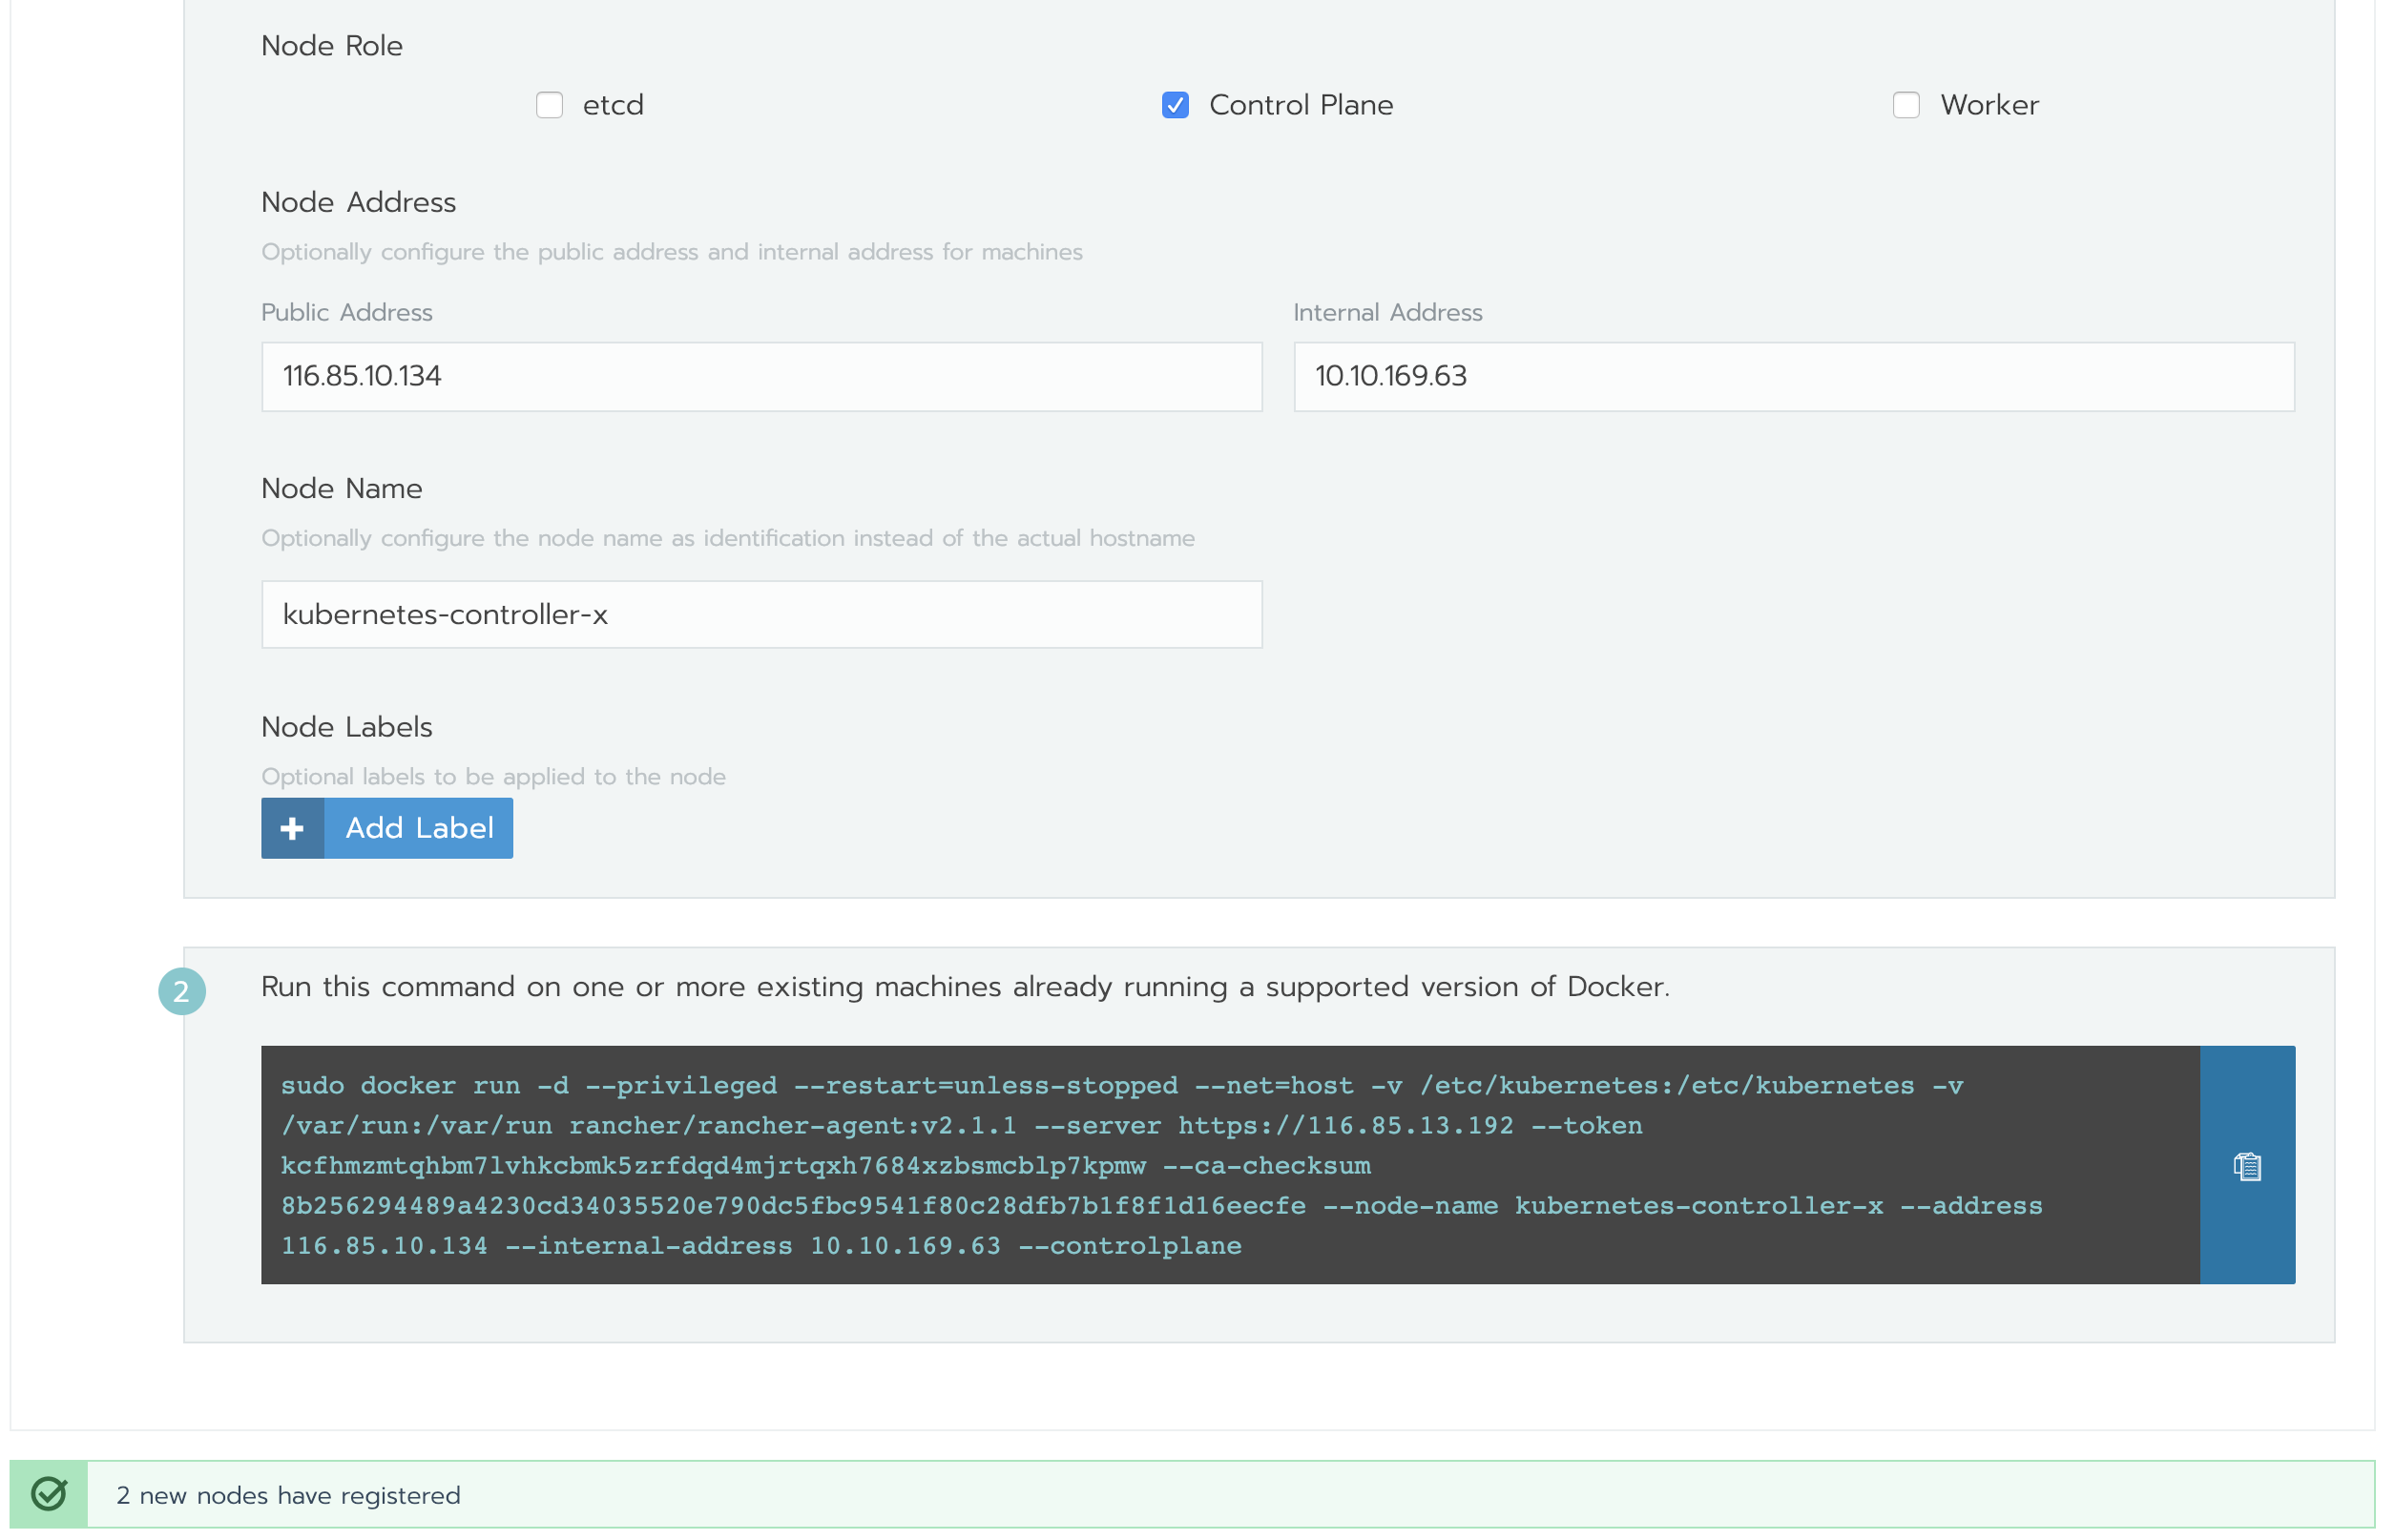 Node Role
etcd
Control Plane
Worker
Node Address
Optionally configure the public address and internal address for machines
Public Address
Internal Address
116.85.10.134
10.10.169.63
Node Name
Optionally configure the node name as identification instead of the actual hostname
kubernetes-controller-x
Node Labels
Optional labels to be applied to the node
Add Label
2
Run this command on one or more existing machines already running a supported version of Docker.
sudo docker run -d --privileged --restart=unless-stopped --net=host -v /etc/kubernetes:/etc/kubernetes -v
/var/run:/var/run rancher/rancher-agent:v2.1.1 --server https://116.85.13.192 --token
kcfhmzmtqhbm7lvhkcbmk5zrfdqd4mjrtqxh7684xzbsmcblp7kpmw --ca-checksum
8b256294489a4230cd34035520e790dc5fbc9541f80c28dfb7b1f8f1d16eecfe --node-name kubernetes-controller-x --address
116.85.10.134 --internal-address 10.10.169.63 --controlplane
2 new nodes have registered